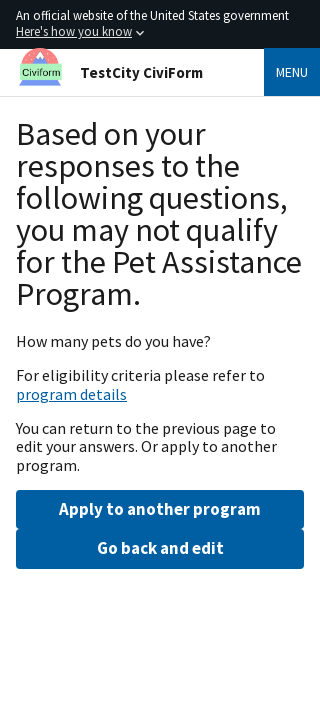 An official website of the United States government
Here's how you know
Civiform
TestCity CiviForm
MENU
Based on your
responses to the
following questions,
you may not qualify
for the Pet Assistance
Program.
How many pets do you have?
For eligibility criteria please refer to
program details
You can return to the previous page to
edit your answers. Or apply to another
program.
Apply to another program
Go back and edit